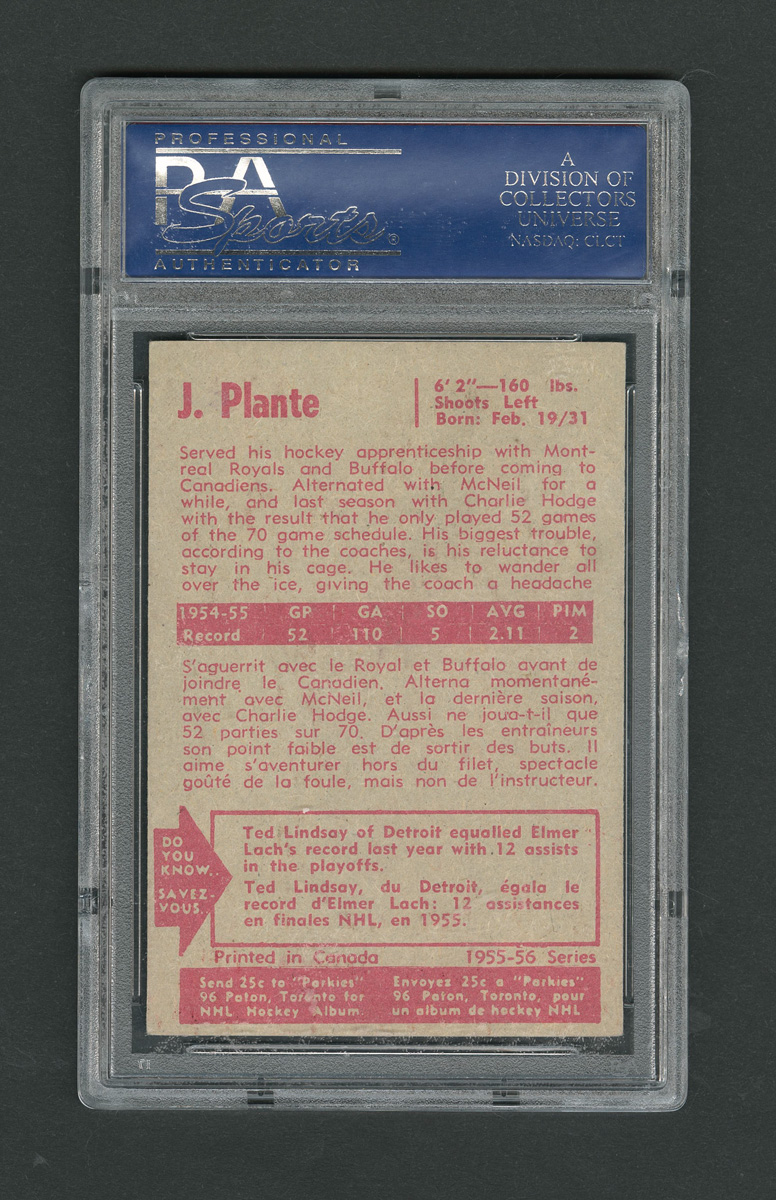 PROFESSIONAL
PSA
Sports®
AUTHENTICATOR
A
DIVISION OF
COLLECTORS
UNIVERSE
NASDAQ: CLCT
J. Plante
6' 2"—160 lbs.
Shoots Left
Born: Feb. 19/31
Served his hockey apprenticeship with Mont-
real Royals and Buffalo before coming to
Canadiens. Alternated with McNeil for a
while, and last season with Charlie Hodge
with the result that he only played 52 games
of the 70 game schedule. His biggest trouble,
according to the coaches, is his reluctance to
stay in his cage. He likes to wander all
over the ice, giving the coach a headache
1954-55 GP GA SO AVG PIM
Record 52 110 5 2.11 2
S'aguerrit avec le Royal et Buffalo avant de
joindre le Canadien. Alterna momentané-
ment avec McNeil, et la dernière saison,
avec Charlie Hodge. Aussi ne joua-t-il que
52 parties sur 70. D'après les entraîneurs
son point faible est de sortir des buts. Il
aime s'aventurer hors du filet, spectacle
goûté de la foule, mais non de l'instructeur.
DO
YOU
KNOW..
SAVEZ-
VOUS.
Ted Lindsay of Detroit equalled Elmer
Lach's record last year with 12 assists
in the playoffs.
Ted Lindsay, du Detroit, égala le
record d'Elmer Lach: 12 assistances
en finales NHL, en 1955.
Printed in Canada 1955-56 Series
Send 25c to "Parkies"
96 Paton, Toronto for
NHL Hockey Album.
Envoyez 25c a "Parkies"
96 Paton, Toronto, pour
un album de hockey NHL